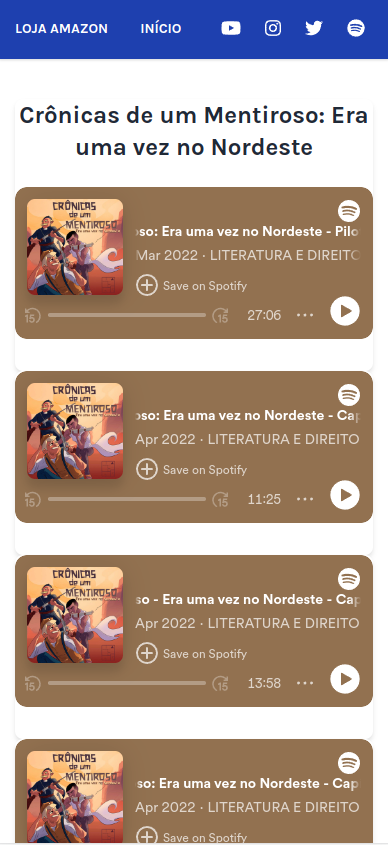 LOJA AMAZON INÍCIO
Crônicas de um Mentiroso: Era
uma vez no Nordeste
CRÔNICAS
de um
MENTIROSO
oso: Era uma vez no Nordeste - Pilo
Mar 2022 · LITERATURA E DIREITO
Save on Spotify
15 15 27:06
CRÔNICAS
de um
MENTIROSO
oso: Era uma vez no Nordeste - Cap
Apr 2022 · LITERATURA E DIREITO
Save on Spotify
15 15 11:25
CRÔNICAS
de um
MENTIROSO
so - Era uma vez no Nordeste - Cap
Apr 2022 · LITERATURA E DIREITO
Save on Spotify
15 15 13:58
CRÔNICAS
de um
MENTIROSO
so: Era uma vez no Nordeste - Cap
Apr 2022 · LITERATURA E DIREITO
Save on Spotify